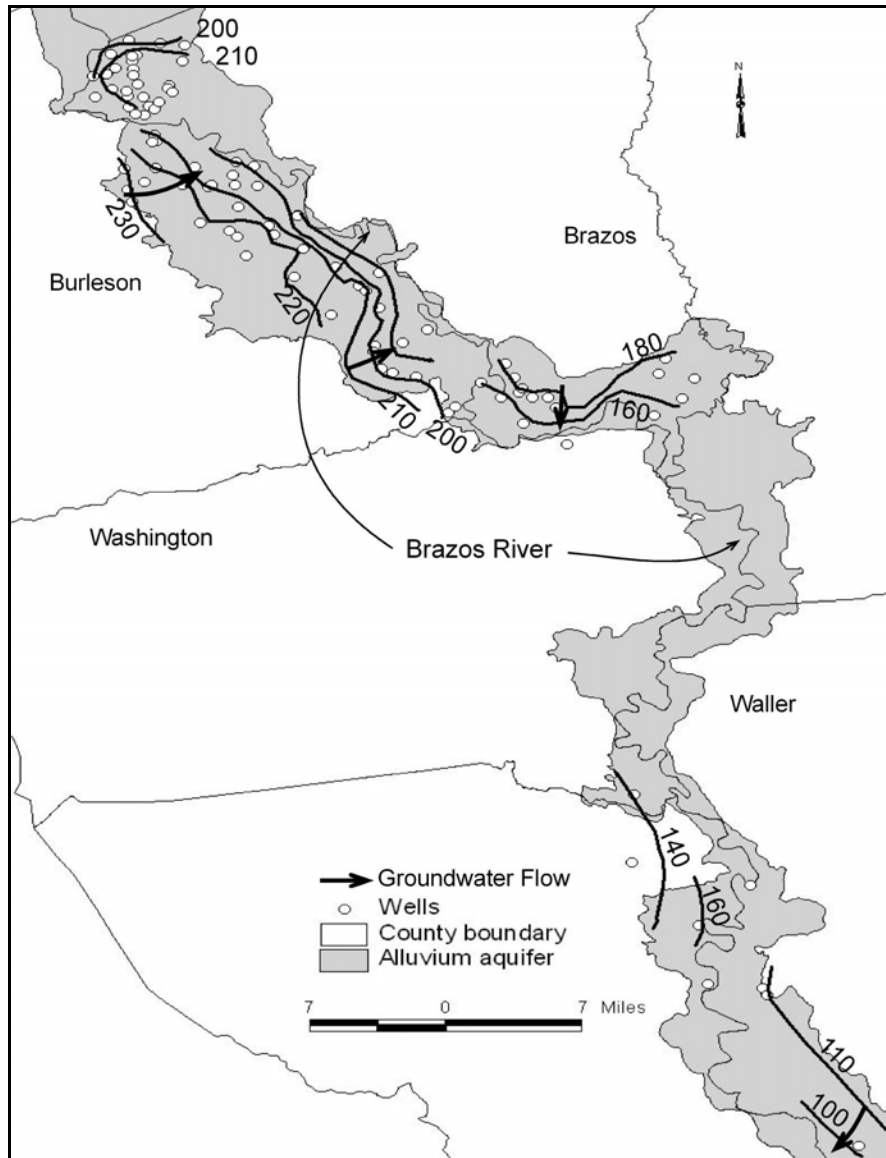 200
210
N
Brazos
230
Burleson
220
180
210
200
160
Washington
Brazos River
Waller
140
160
Groundwater Flow
Wells
County boundary
Alluvium aquifer
7 0 7 Miles
110
100